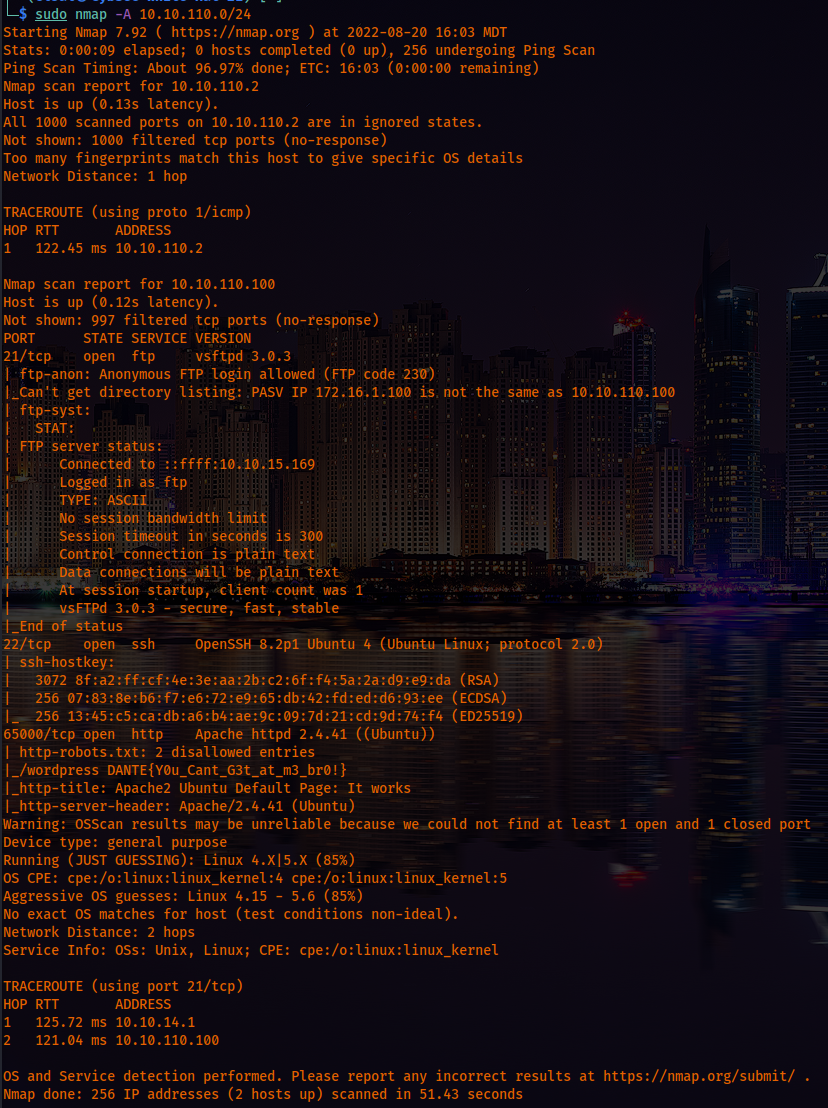 $ sudo nmap -A 10.10.110.0/24
Starting Nmap 7.92 ( https://nmap.org ) at 2022-08-20 16:03 MDT
Stats: 0:00:09 elapsed; 0 hosts completed (0 up), 256 undergoing Ping Scan
Ping Scan Timing: About 96.97% done; ETC: 16:03 (0:00:00 remaining)
Nmap scan report for 10.10.110.2
Host is up (0.13s latency).
All 1000 scanned ports on 10.10.110.2 are in ignored states.
Not shown: 1000 filtered tcp ports (no-response)
Too many fingerprints match this host to give specific OS details
Network Distance: 1 hop

TRACEROUTE (using proto 1/icmp)
HOP RTT       ADDRESS
1   122.45 ms 10.10.110.2

Nmap scan report for 10.10.110.100
Host is up (0.12s latency).
Not shown: 997 filtered tcp ports (no-response)
PORT      STATE SERVICE VERSION
21/tcp    open  ftp     vsftpd 3.0.3
| ftp-anon: Anonymous FTP login allowed (FTP code 230)
|_Can't get directory listing: PASV IP 172.16.1.100 is not the same as 10.10.110.100
| ftp-syst:
|   STAT:
| FTP server status:
|      Connected to ::ffff:10.10.15.169
|      Logged in as ftp
|      TYPE: ASCII
|      No session bandwidth limit
|      Session timeout in seconds is 300
|      Control connection is plain text
|      Data connections will be plain text
|      At session startup, client count was 1
|      vsFTPd 3.0.3 - secure, fast, stable
|_End of status
22/tcp    open  ssh     OpenSSH 8.2p1 Ubuntu 4 (Ubuntu Linux; protocol 2.0)
| ssh-hostkey:
|   3072 8f:a2:ff:cf:4e:3e:aa:2b:c2:6f:f4:5a:2a:d9:e9:da (RSA)
|   256 07:83:8e:b6:f7:e6:72:e9:65:db:42:fd:ed:d6:93:ee (ECDSA)
|_  256 13:45:c5:ca:db:a6:b4:ae:9c:09:7d:21:cd:9d:74:f4 (ED25519)
65000/tcp open  http    Apache httpd 2.4.41 ((Ubuntu))
| http-robots.txt: 2 disallowed entries
|_/wordpress DANTE{Y0u_Cant_G3t_at_m3_br0!}
|_http-title: Apache2 Ubuntu Default Page: It works
|_http-server-header: Apache/2.4.41 (Ubuntu)
Warning: OSScan results may be unreliable because we could not find at least 1 open and 1 closed port
Device type: general purpose
Running (JUST GUESSING): Linux 4.X|5.X (85%)
OS CPE: cpe:/o:linux:linux_kernel:4 cpe:/o:linux:linux_kernel:5
Aggressive OS guesses: Linux 4.15 - 5.6 (85%)
No exact OS matches for host (test conditions non-ideal).
Network Distance: 2 hops
Service Info: OSs: Unix, Linux; CPE: cpe:/o:linux:linux_kernel

TRACEROUTE (using port 21/tcp)
HOP RTT       ADDRESS
1   125.72 ms 10.10.14.1
2   121.04 ms 10.10.110.100

OS and Service detection performed. Please report any incorrect results at https://nmap.org/submit/ .
Nmap done: 256 IP addresses (2 hosts up) scanned in 51.43 seconds